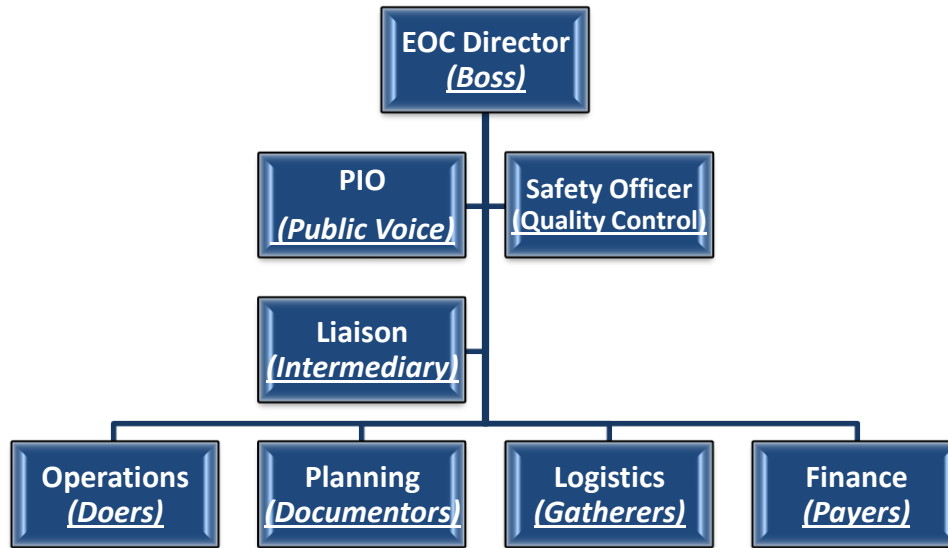 EOC Director
(Boss)
PIO
(Public Voice)
Safety Officer
(Quality Control)
Liaison
(Intermediary)
Operations
(Doers)
Planning
(Documentors)
Logistics
(Gatherers)
Finance
(Payers)